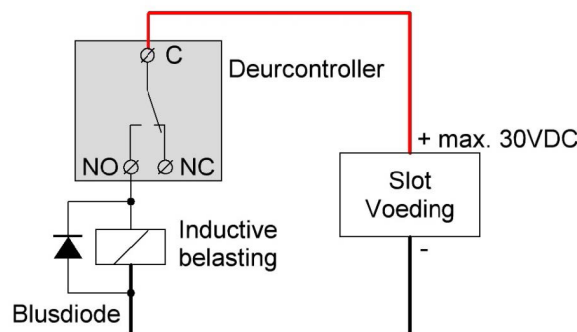 C
Deurcontroller
+ max. 30VDC
NO
NC
Slot
Voeding
Inductive
belasting
-
Blusdiode